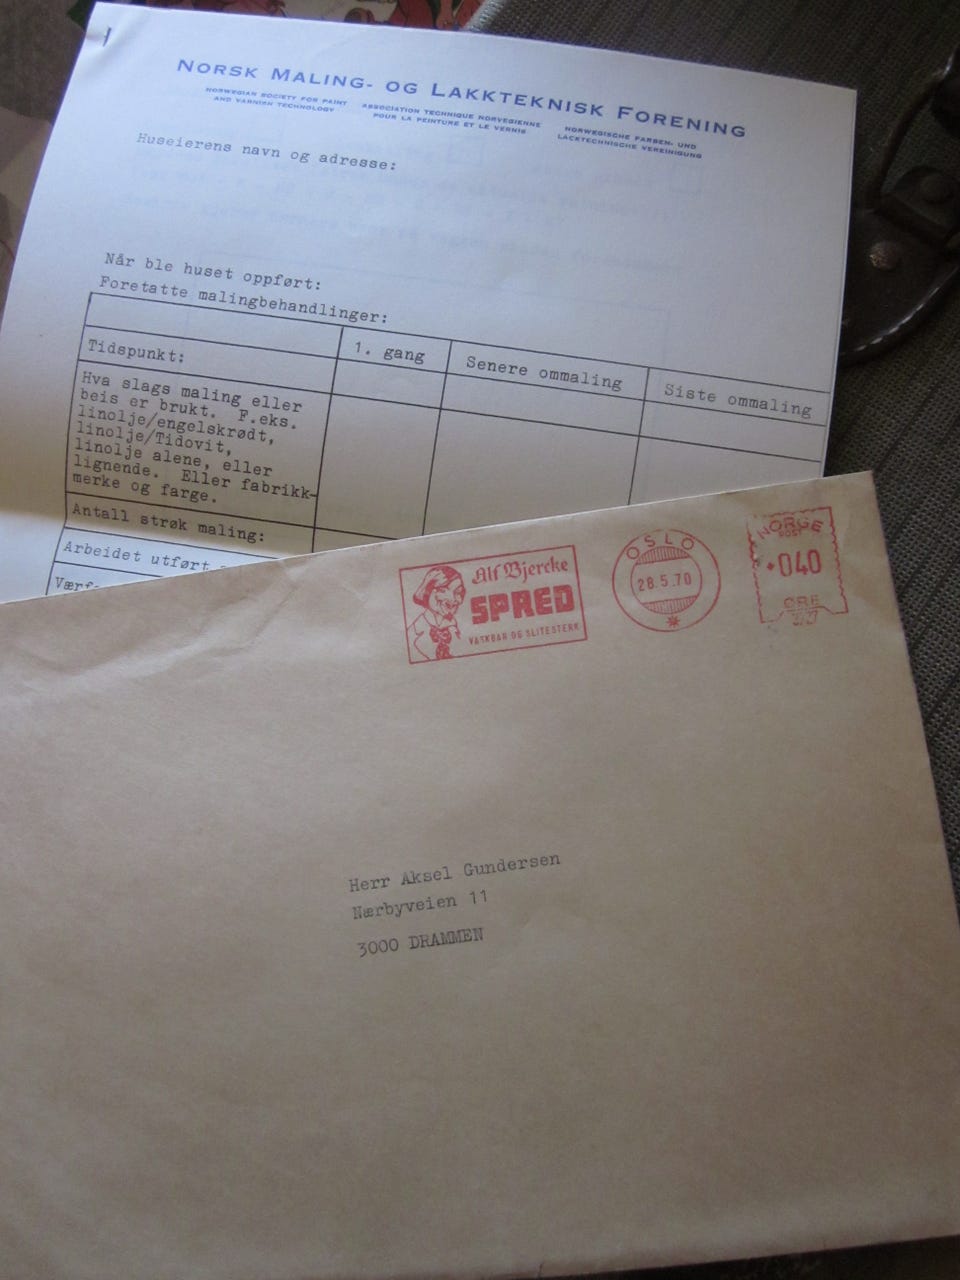 NORSK MALING- OG LAKKTEKNISK FORENING
NORWEGIAN SOCIETY FOR PAINT
AND VARNISH TECHNOLOGY
ASSOCIATION TECHNIQUE NORVEGIENNE
POUR LA PEINTURE ET LE VERNIS
NORWEGISCHE FARBEN- UND
LACKTECHNISCHE VEREINIGUNG
Huseierens navn og adresse:
Når ble huset oppført:
Foretatte malingbehandlinger:
1. gang
Senere ommaling
Siste ommaling
Tidspunkt:
Hva slags maling eller
beis er brukt. F.eks.
linolje/engelskrødt,
linolje/Tidovit,
linolje alene, eller
lignende. Eller fabrikk-
merke og farge.
Antall strøk maling:
Arbeidet utført
Alf Bjercke
SPRED
VASKBAR OG SLITESTERK
OSLO
28.5.70
NORGE
POST
040
ØRE
Herr Aksel Gundersen
Nærbyveien 11
3000 DRAMMEN